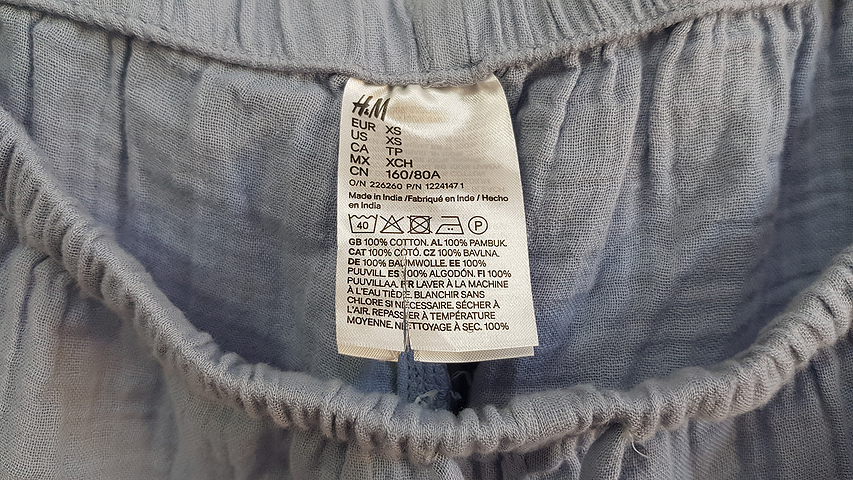 H&M
EUR XS
US XS
CA TP
MX XCH
CN 160/80A
O/N 226260 P/N 1224147 1
Made in India /Fabriqué en Inde / Hecho
en India
40 P
GB 100% COTTON. AL 100% PAMBUK.
CAT 100% COTÓ. CZ 100% BAVLNA.
DE 100% BAUMWOLLE. EE 100%
PUUVILL. ES 100% ALGODÓN. FI 100%
PUUVILLAA. FR LAVER À LA MACHINE
À L'EAU TIÈDE. BLANCHIR SANS
CHLORE SI NÉCESSAIRE. SÉCHER À
L'AIR. REPASSER À TEMPÉRATURE
MOYENNE. NETTOYAGE À SEC. 100%